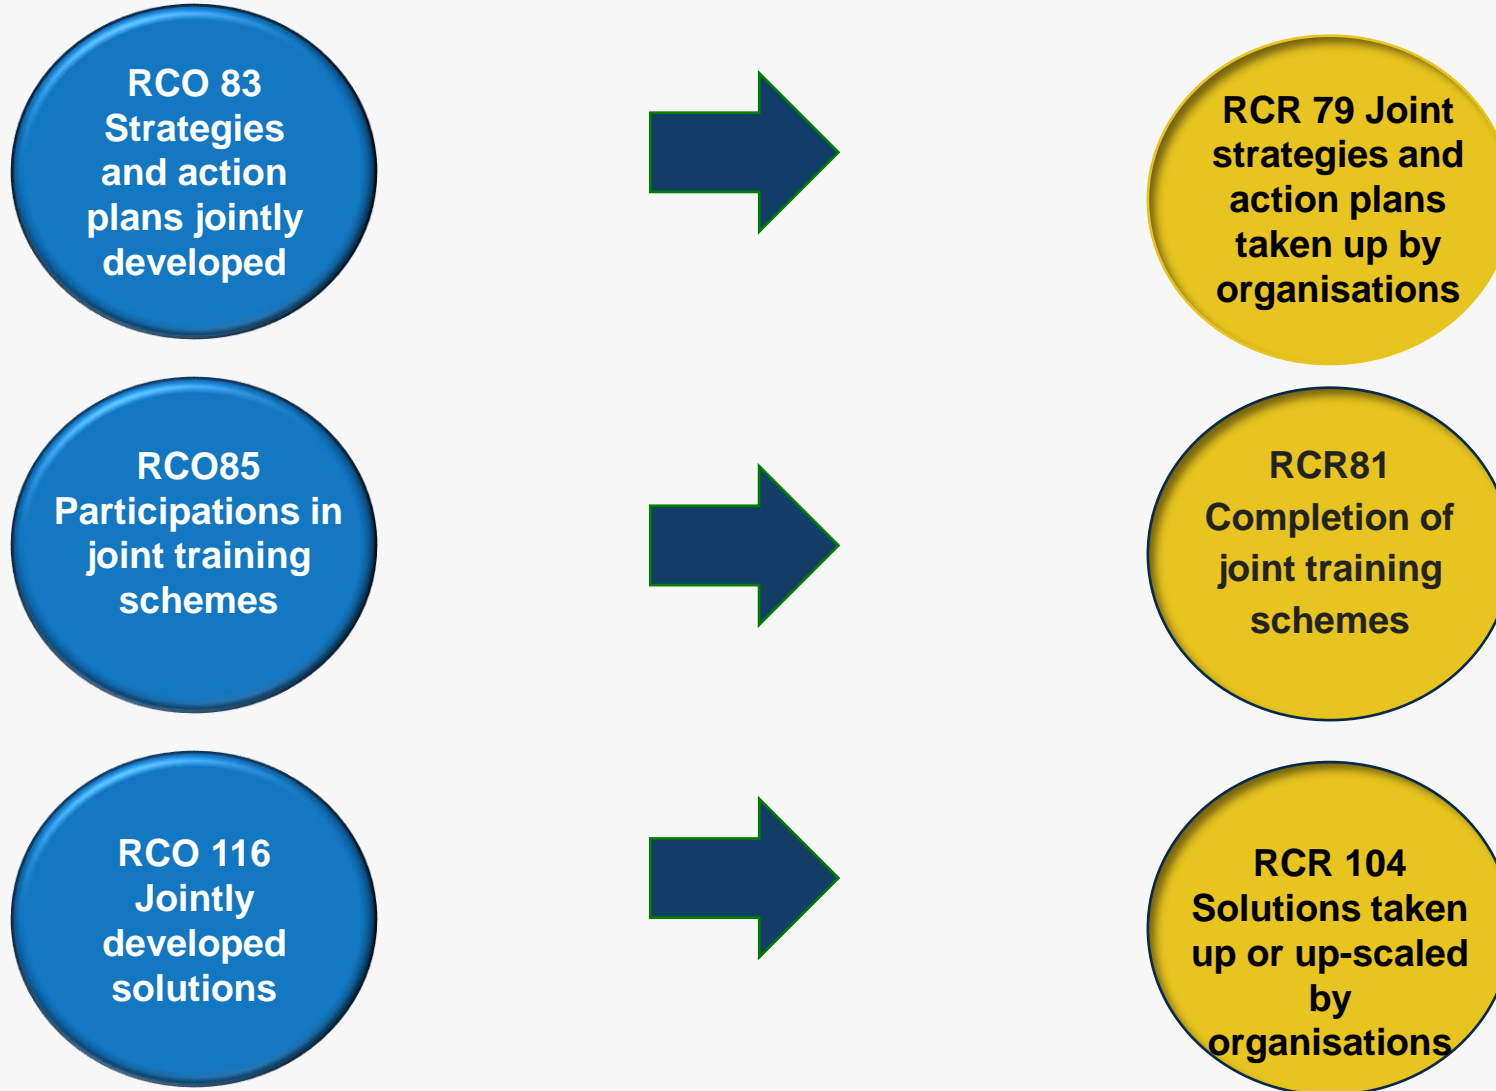 RCO 83
Strategies
and action
plans jointly
developed
RCR 79 Joint
strategies and
action plans
taken up by
organisations
RCO85
Participations in
joint training
schemes
RCR81
Completion of
joint training
schemes
RCO 116
Jointly
developed
solutions
RCR 104
Solutions taken
up or up-scaled
by
organisations